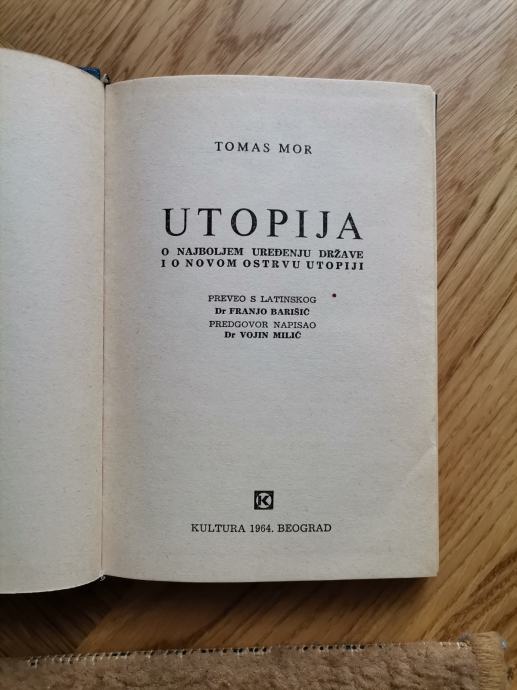 TOMAS MOR
UTOPIJA
O NAJBOLJEM UREĐENJU DRŽAVE
I O NOVOM OSTRVU UTOPIJI
PREVEO S LATINSKOG
Dr FRANJO BARIŠIĆ
PREDGOVOR NAPISAO
Dr VOJIN MILIĆ
K
KULTURA 1964. BEOGRAD